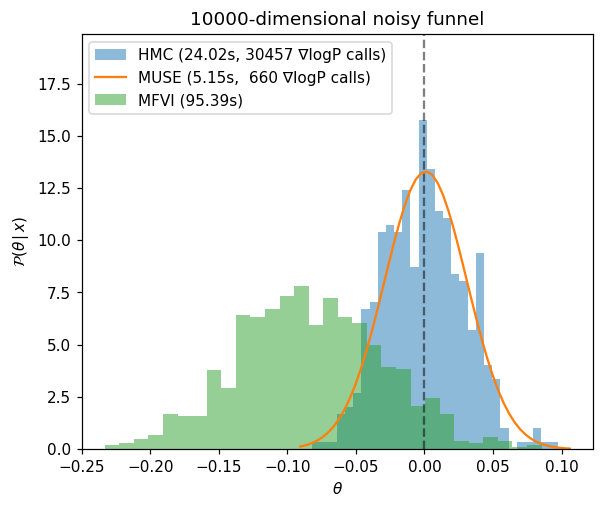 10000-dimensional noisy funnel
HMC (24.02s, 30457 ∇logP calls)
MUSE (5.15s,  660 ∇logP calls)
MFVI (95.39s)
17.5
15.0
12.5
10.0
7.5
5.0
2.5
0.0
𝒫(θ | x)
−0.25 −0.20 −0.15 −0.10 −0.05 0.00 0.05 0.10
θ